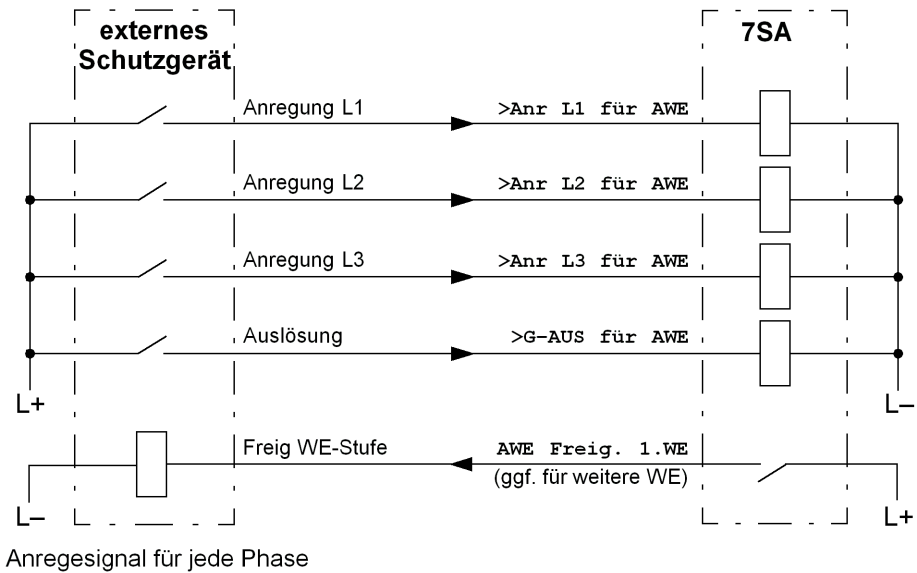 externes
Schutzgerät
7SA
Anregung L1
>Anr L1 für AWE
Anregung L2
>Anr L2 für AWE
Anregung L3
>Anr L3 für AWE
Auslösung
>G-AUS für AWE
L+
L–
Freig WE-Stufe
AWE Freig. 1.WE
(ggf. für weitere WE)
L–
L+
Anregesignal für jede Phase